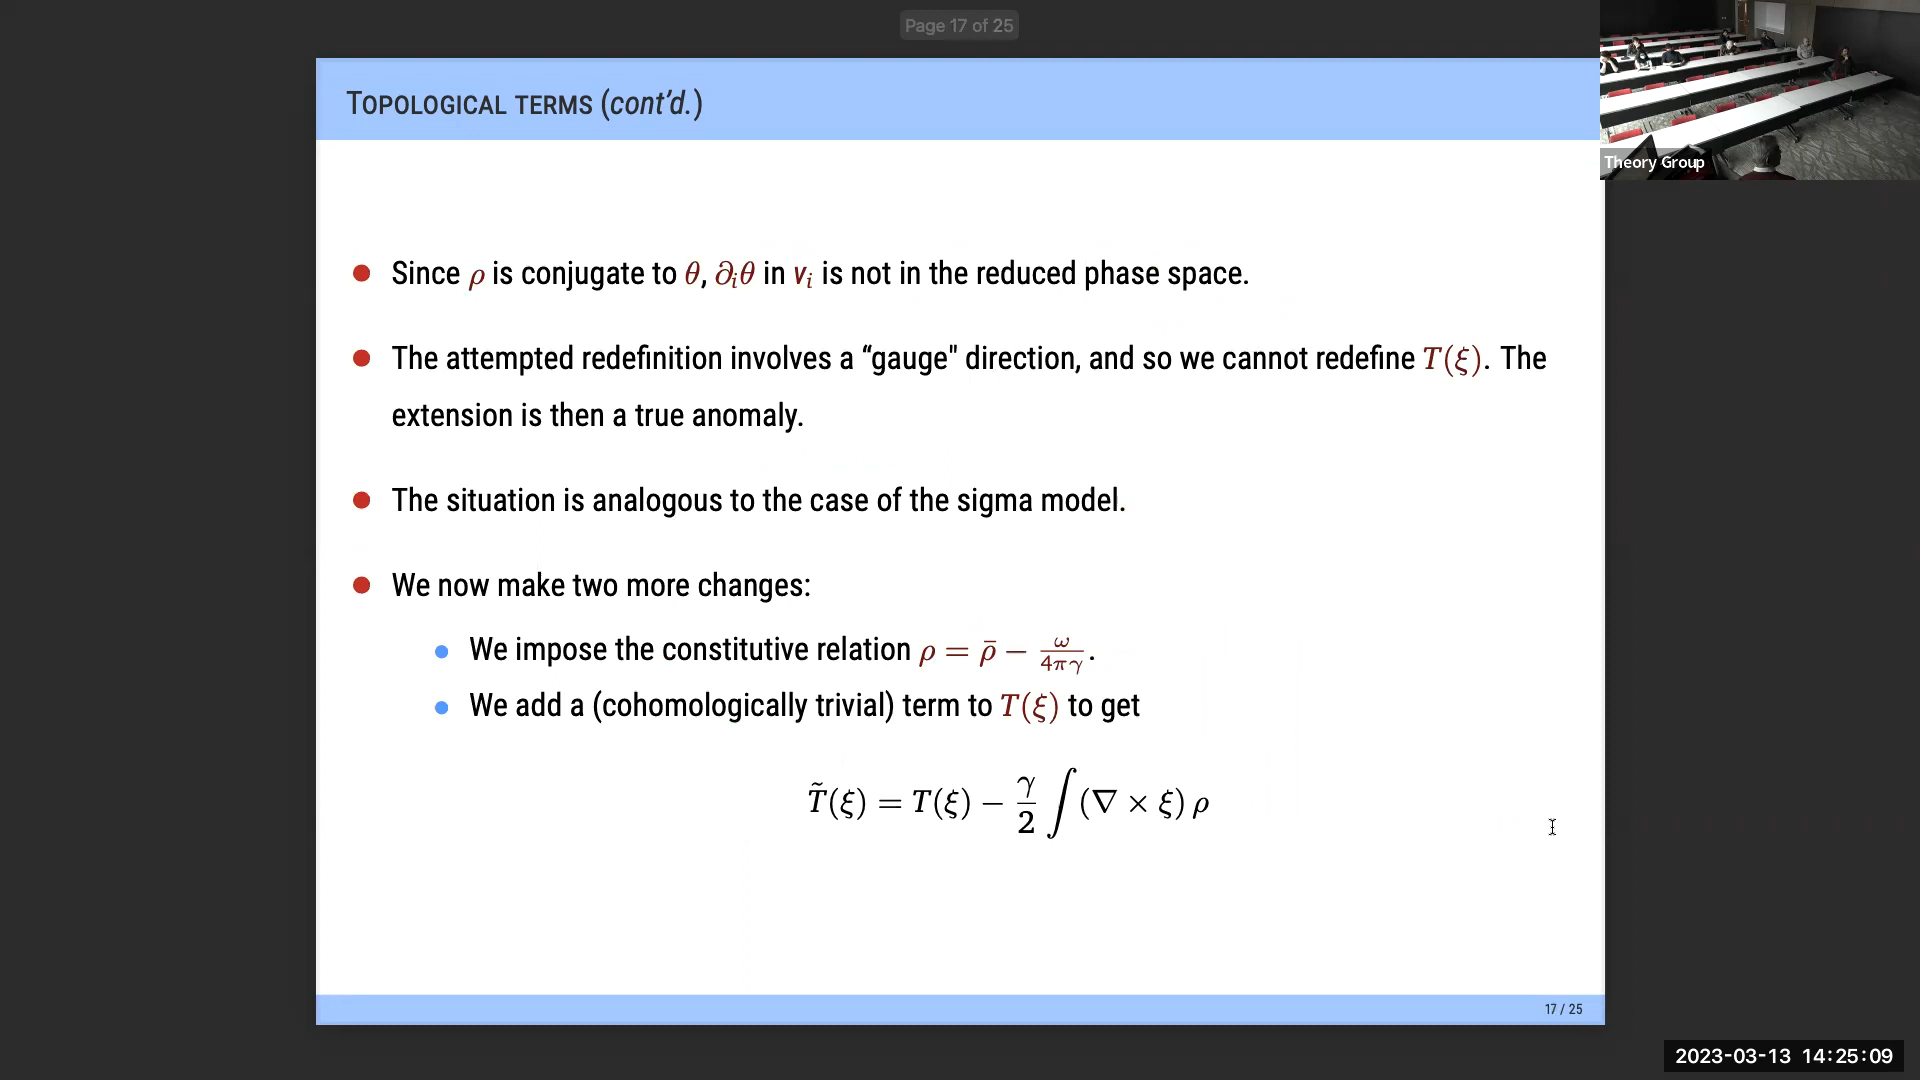 Page 17 of 25
TOPOLOGICAL TERMS (cont'd.)
Theory Group
Since ρ is conjugate to θ, ∂ᵢθ in vᵢ is not in the reduced phase space.
The attempted redefinition involves a “gauge" direction, and so we cannot redefine T(ξ). The
extension is then a true anomaly.
The situation is analogous to the case of the sigma model.
We now make two more changes:
We impose the constitutive relation ρ = ρ̄ − ω/4πγ.
We add a (cohomologically trivial) term to T(ξ) to get
T̃(ξ) = T(ξ) − γ/2 ∫(∇ × ξ) ρ
17 / 25
2023-03-13 14:25:09